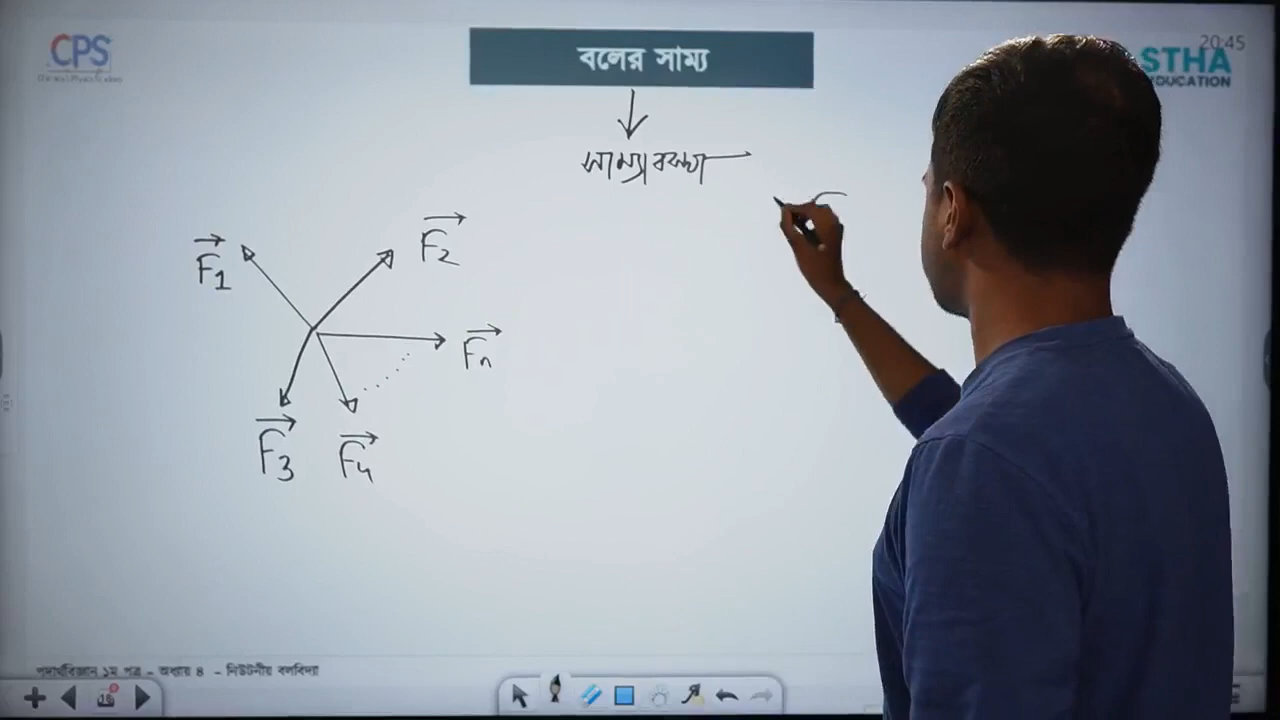 CPS
বলের সাম্য
20:45
STHA
EDUCATION
সাম্যাবস্থা
F₁
F₂
Fₙ
F₃
F₄
পদার্থবিজ্ঞান ১ম পত্র – অধ্যায় ৪ – নিউটনীয় বলবিদ্যা